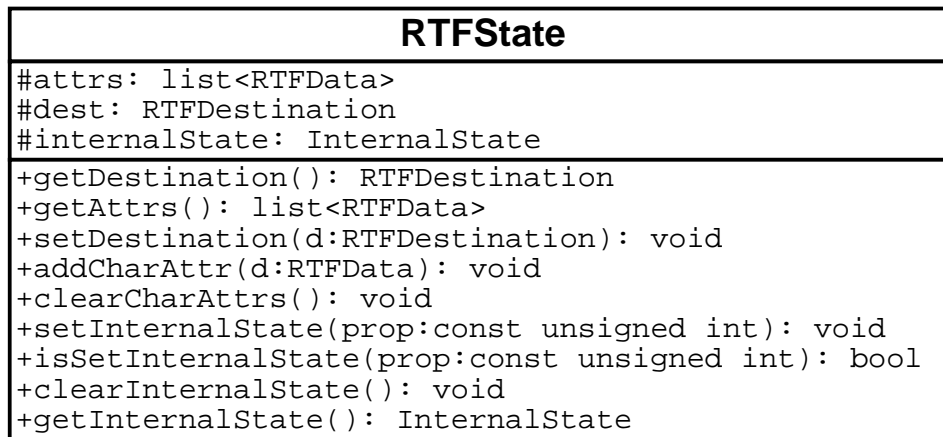 RTFState
#attrs: list<RTFData>
#dest: RTFDestination
#internalState: InternalState
+getDestination(): RTFDestination
+getAttrs(): list<RTFData>
+setDestination(d:RTFDestination): void
+addCharAttr(d:RTFData): void
+clearCharAttrs(): void
+setInternalState(prop:const unsigned int): void
+isSetInternalState(prop:const unsigned int): bool
+clearInternalState(): void
+getInternalState(): InternalState